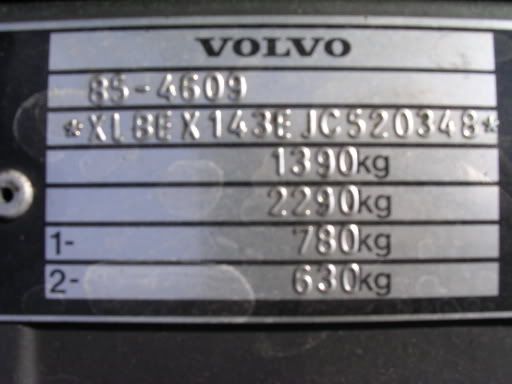 VOLVO
85-4609
*XLBEX143EJC520348*
1390kg
2290kg
1- 780kg
2- 630kg